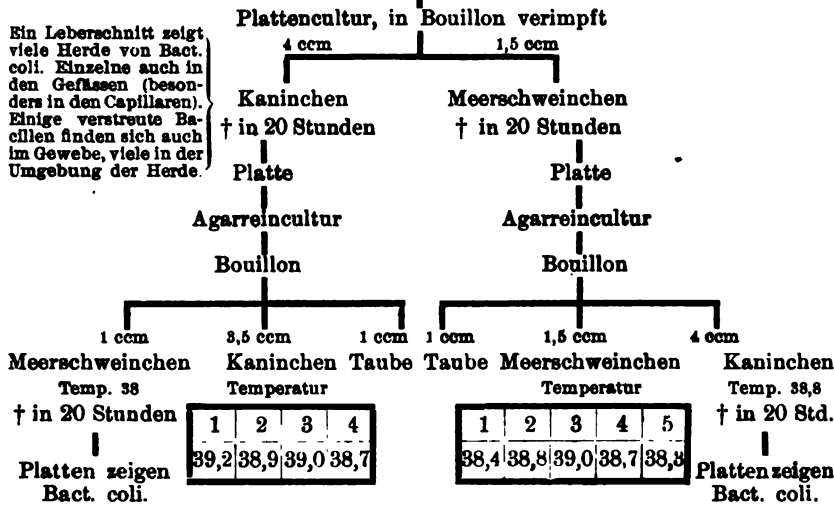 Plattencultur, in Bouillon verimpft
Ein Leberschnitt zeigt
viele Herde von Bact.
coli. Einzelne auch in
den Gefässen (beson-
ders in den Capillaren).
Einige verstreute Ba-
cillen finden sich auch
im Gewebe, viele in der
Umgebung der Herde.
4 ccm 1,5 ccm
Kaninchen Meerschweinchen
† in 20 Stunden † in 20 Stunden
Platte Platte
Agarreincultur Agarreincultur
Bouillon Bouillon
1 ccm 3,5 ccm 1 ccm 1 ccm 1,5 ccm 4 ccm
Meerschweinchen Kaninchen Taube Taube Meerschweinchen Kaninchen
Temp. 38 Temperatur Temperatur Temp. 38,8
† in 20 Stunden † in 20 Std.
1 2 3 4 1 2 3 4 5
39,2 38,9 39,0 38,7 38,4 38,8 39,0 38,7 38,3
Platten zeigen Platten zeigen
Bact. coli. Bact. coli.